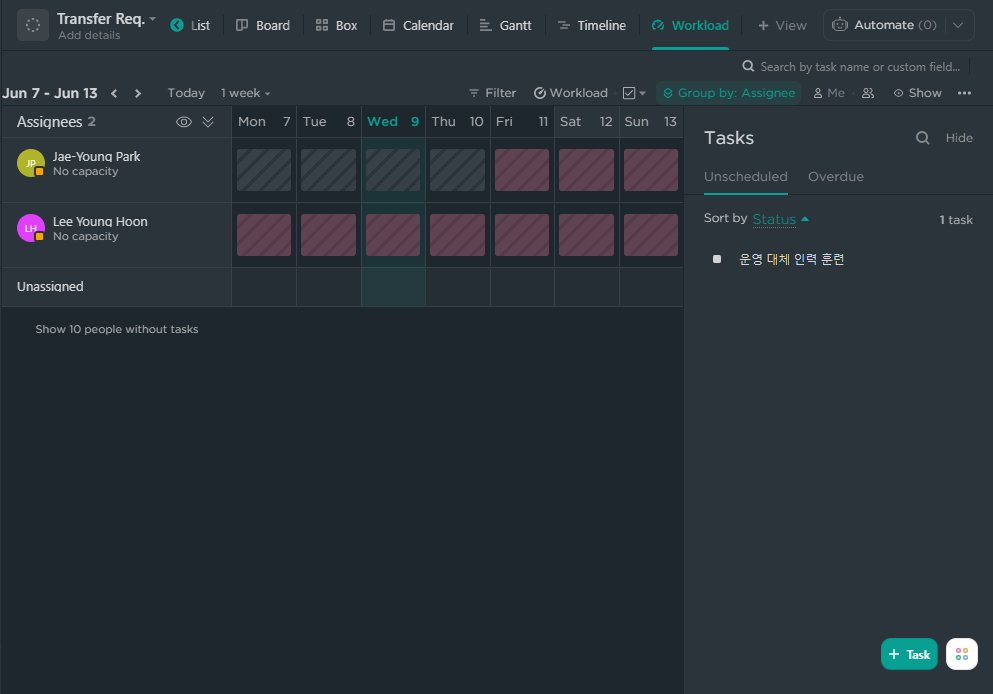 Transfer Req.
Add details
List
Board
Box
Calendar
Gantt
Timeline
Workload
+ View
Automate (0)
Search by task name or custom field...
Jun 7 - Jun 13
Today
1 week
Filter
Workload
Group by: Assignee
Me
Show
Assignees 2
Mon 7
Tue 8
Wed 9
Thu 10
Fri 11
Sat 12
Sun 13
JP
Jae-Young Park
No capacity
LH
Lee Young Hoon
No capacity
Unassigned
Show 10 people without tasks
Tasks
Hide
Unscheduled
Overdue
Sort by Status
1 task
운영 대체 인력 훈련
+ Task